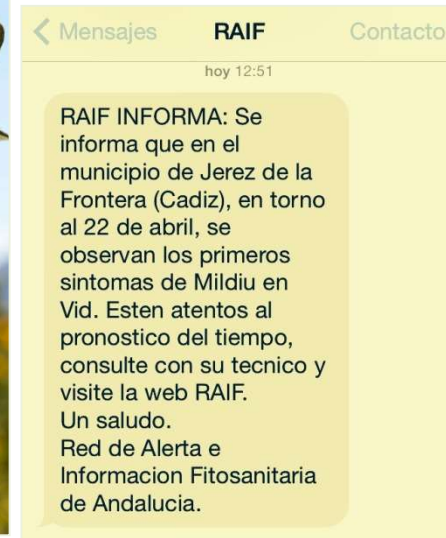 Mensajes RAIF Contacto
hoy 12:51
RAIF INFORMA: Se
informa que en el
municipio de Jerez de la
Frontera (Cadiz), en torno
al 22 de abril, se
observan los primeros
sintomas de Mildiu en
Vid. Esten atentos al
pronostico del tiempo,
consulte con su tecnico y
visite la web RAIF.
Un saludo.
Red de Alerta e
Informacion Fitosanitaria
de Andalucia.